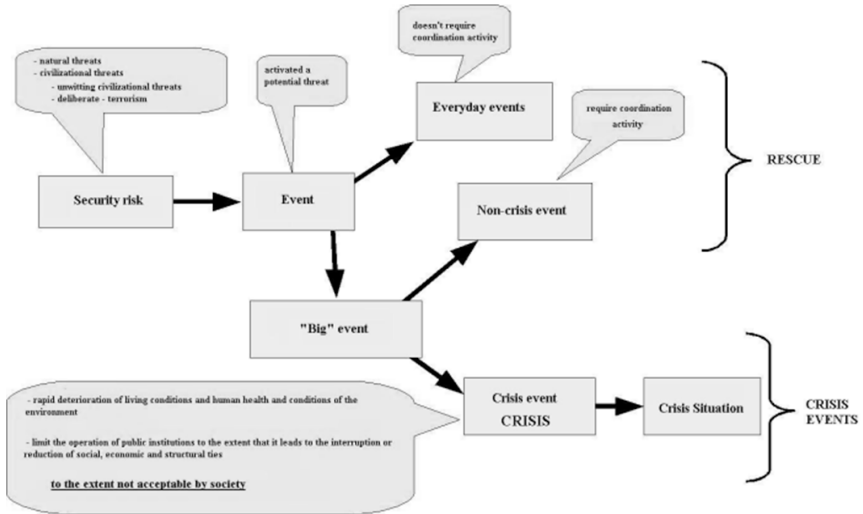 - natural threats
- civilizational threats
- unwitting civilizational threats
- deliberate - terrorism
activated a
potential threat
doesn't require
coordination activity
Everyday events
require coordination
activity
RESCUE
Security risk
Event
Non-crisis event
"Big" event
- rapid deterioration of living conditions and human health and conditions of the
environment
- limit the operation of public institutions to the extent that it leads to the interruption or
reduction of social, economic and structural ties
to the extent not acceptable by society
Crisis event
CRISIS
Crisis Situation
CRISIS
EVENTS